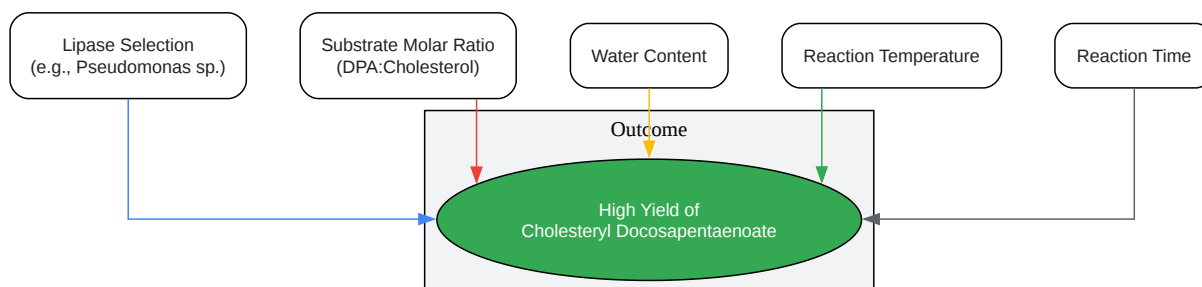 Lipase Selection
(e.g., Pseudomonas sp.)
Substrate Molar Ratio
(DPA:Cholesterol)
Water Content
Reaction Temperature
Reaction Time
Outcome
High Yield of
Cholesteryl Docosapentaenoate